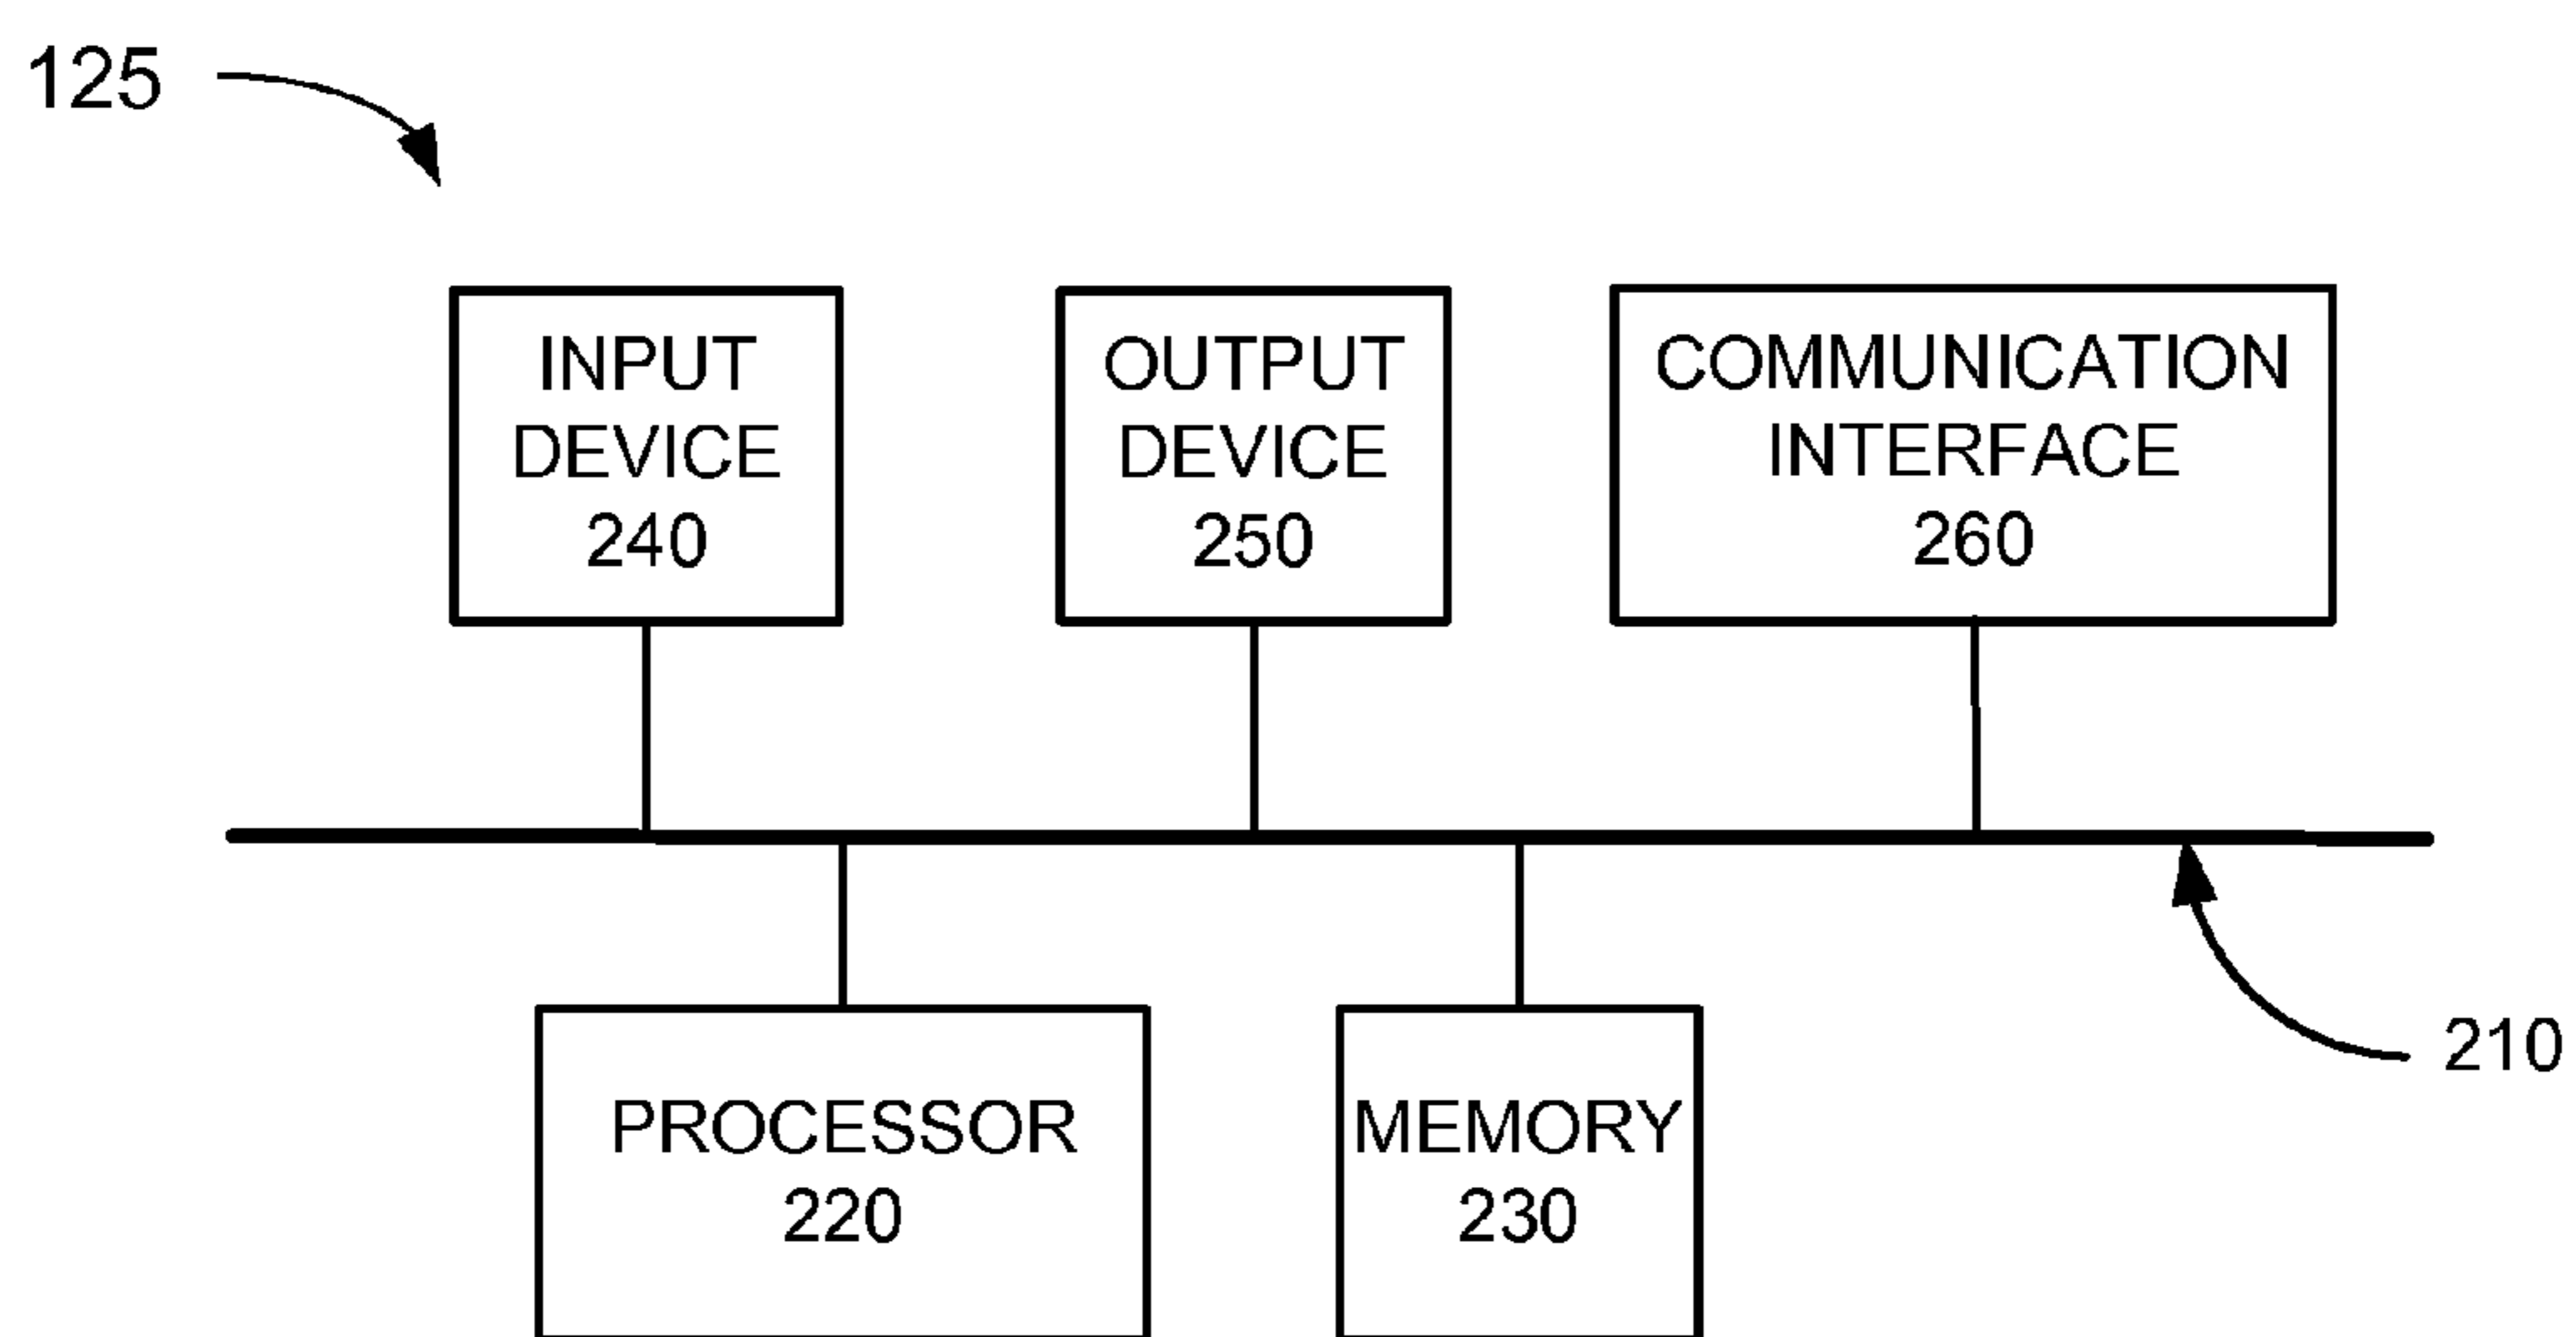 125
INPUT
DEVICE
240
OUTPUT
DEVICE
250
COMMUNICATION
INTERFACE
260
210
PROCESSOR
220
MEMORY
230